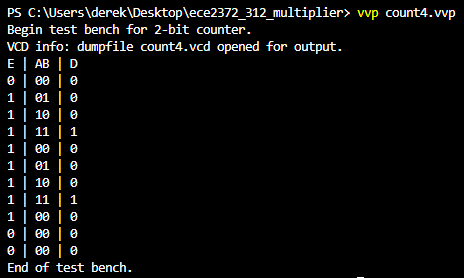 PS C:\Users\derek\Desktop\ece2372_312_multiplier> vvp count4.vvp
Begin test bench for 2-bit counter.
VCD info: dumpfile count4.vcd opened for output.
E | AB | D
0 | 00 | 0
1 | 01 | 0
1 | 10 | 0
1 | 11 | 1
1 | 00 | 0
1 | 01 | 0
1 | 10 | 0
1 | 11 | 1
1 | 00 | 0
0 | 00 | 0
0 | 00 | 0
End of test bench.